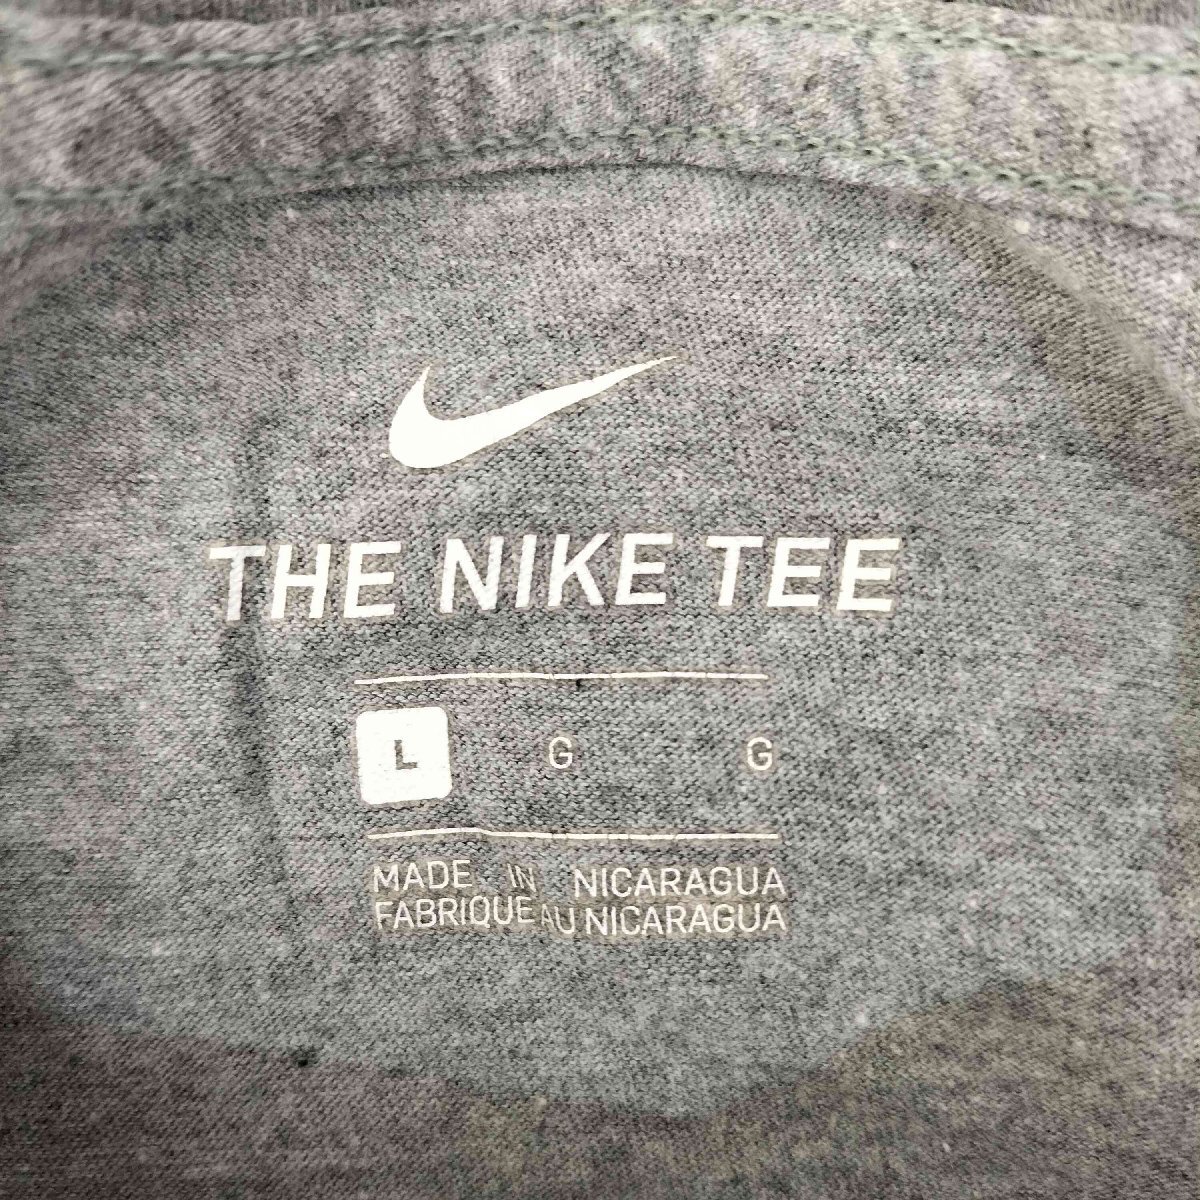 THE NIKE TEE
L G G
MADE IN NICARAGUA
FABRIQUE AU NICARAGUA